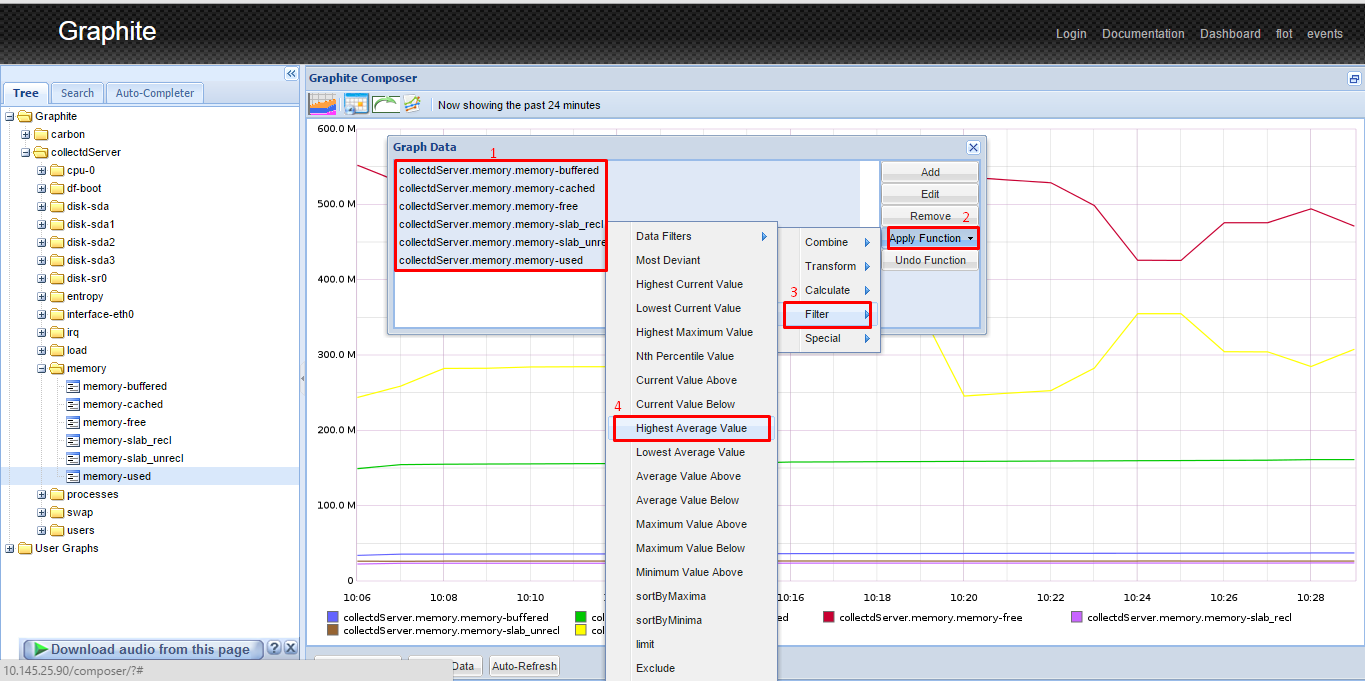 Graphite
Login Documentation Dashboard flot events
Tree Search Auto-Completer
Graphite
carbon
collectdServer
cpu-0
df-boot
disk-sda
disk-sda1
disk-sda2
disk-sda3
disk-sr0
entropy
interface-eth0
irq
load
memory
memory-buffered
memory-cached
memory-free
memory-slab_recl
memory-slab_unrecl
memory-used
processes
swap
users
User Graphs
Download audio from this page ? X
10.145.25.90/composer/?#
Graphite Composer
Now showing the past 24 minutes
600.0 M
500.0 M
400.0 M
300.0 M
200.0 M
100.0 M
0
Graph Data
1
collectdServer.memory.memory-buffered
collectdServer.memory.memory-cached
collectdServer.memory.memory-free
collectdServer.memory.memory-slab_recl
collectdServer.memory.memory-slab_unre
collectdServer.memory.memory-used
Add
Edit
Remove
2
Apply Function
Undo Function
Combine
Transform
Calculate
3
Filter
Special
Data Filters
Most Deviant
Highest Current Value
Lowest Current Value
Highest Maximum Value
Nth Percentile Value
Current Value Above
Current Value Below
4
Highest Average Value
Lowest Average Value
Average Value Above
Average Value Below
Maximum Value Above
Maximum Value Below
Minimum Value Above
sortByMaxima
sortByMinima
limit
Exclude
10:06 10:08 10:10 10:16 10:18 10:20 10:22 10:24 10:26 10:28
collectdServer.memory.memory-buffered col ed collectdServer.memory.memory-free collectdServer.memory.memory-slab_recl
collectdServer.memory.memory-slab_unrecl col
Data Auto-Refresh